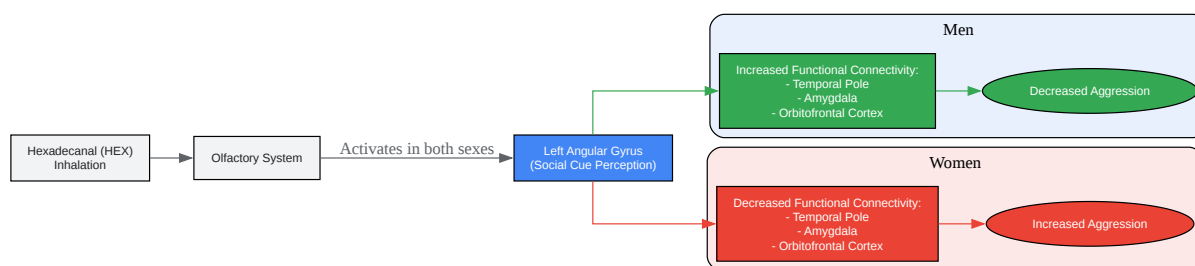 Hexadecanal (HEX)
Inhalation
Olfactory System
Activates in both sexes
Left Angular Gyrus
(Social Cue Perception)
Men
Increased Functional Connectivity:
- Temporal Pole
- Amygdala
- Orbitofrontal Cortex
Decreased Aggression
Women
Decreased Functional Connectivity:
- Temporal Pole
- Amygdala
- Orbitofrontal Cortex
Increased Aggression